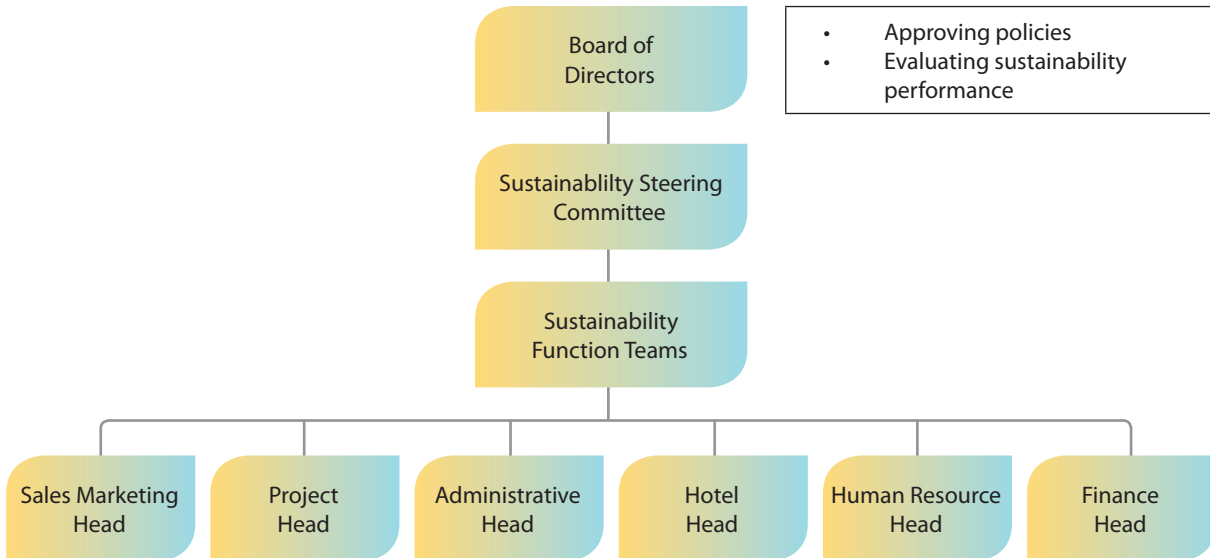 Board of
Directors
• Approving policies
• Evaluating sustainability
performance
Sustainablilty Steering
Committee
Sustainability
Function Teams
Sales Marketing
Head
Project
Head
Administrative
Head
Hotel
Head
Human Resource
Head
Finance
Head